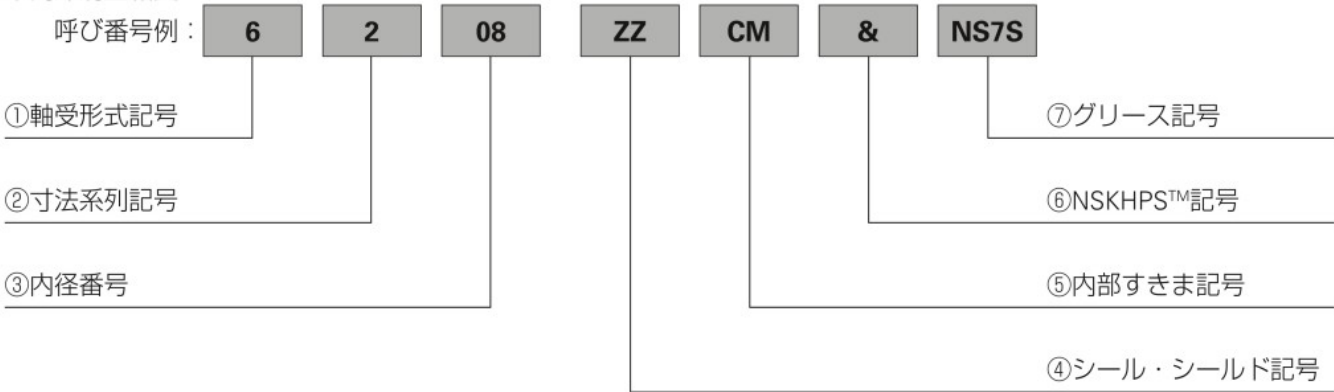 呼び番号例: 6 2 08 ZZ CM & NS7S
①軸受形式記号
⑦グリース記号
②寸法系列記号
⑥NSKHPS™記号
③内径番号
⑤内部すきま記号
④シール・シールド記号